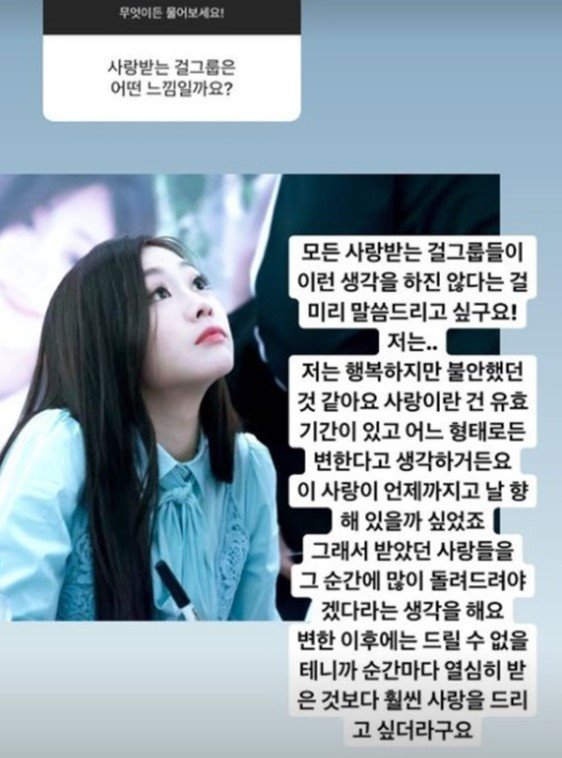 무엇이든 물어보세요!
사랑받는 걸그룹은
어떤 느낌일까요?
모든 사랑받는 걸그룹들이
이런 생각을 하진 않다는 걸
미리 말씀드리고 싶구요!
저는..
저는 행복하지만 불안했던
것 같아요 사랑이란 건 유효
기간이 있고 어느 형태로든
변한다고 생각하거든요
이 사랑이 언제까지고 날 향
해 있을까 싶었죠
그래서 받았던 사랑들을
그 순간에 많이 돌려드려야
겠다라는 생각을 해요
변한 이후에는 드릴 수 없을
테니까 순간마다 열심히 받
은 것보다 훨씬 사랑을 드리
고 싶더라구요